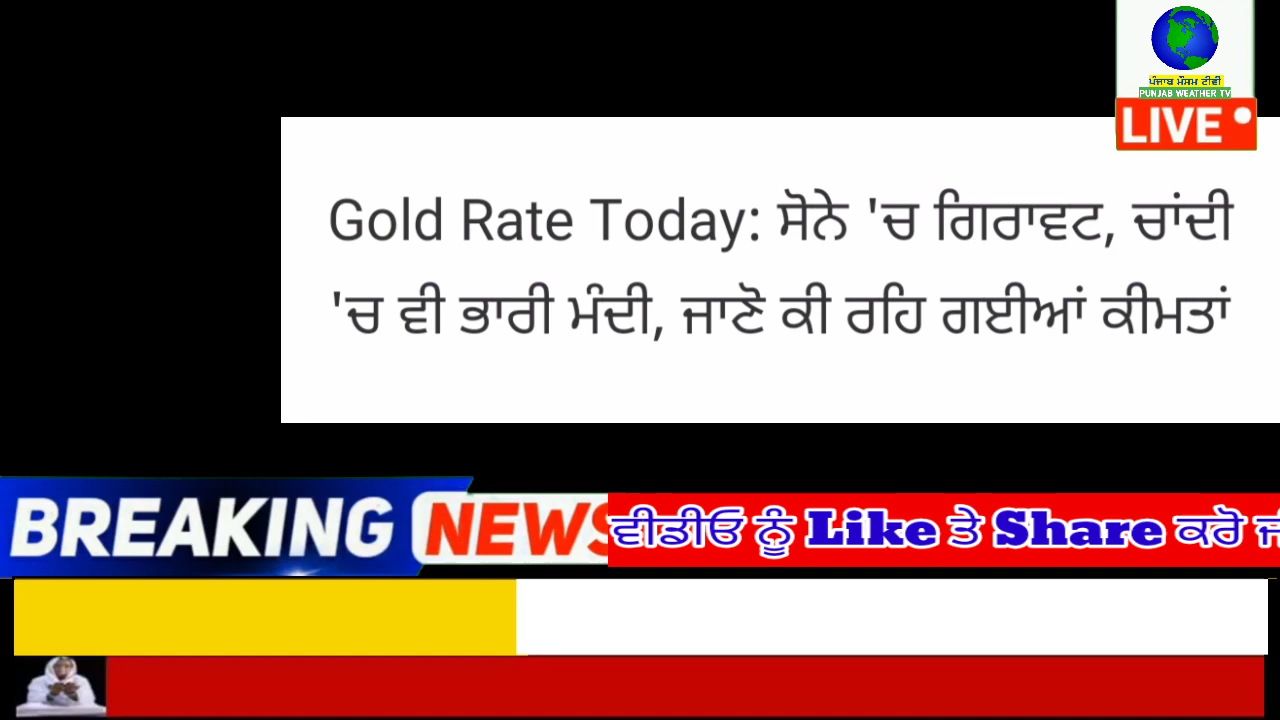 ਪੰਜਾਬ ਮੌਸਮ ਟੀਵੀ
PUNJAB WEATHER TV
LIVE
Gold Rate Today: ਸੋਨੇ 'ਚ ਗਿਰਾਵਟ, ਚਾਂਦੀ
'ਚ ਵੀ ਭਾਰੀ ਮੰਦੀ, ਜਾਣੋ ਕੀ ਰਹਿ ਗਈਆਂ ਕੀਮਤਾਂ
BREAKING NEWS ਵੀਡੀਓ ਨੂੰ Like ਤੇ Share ਕਰੋ